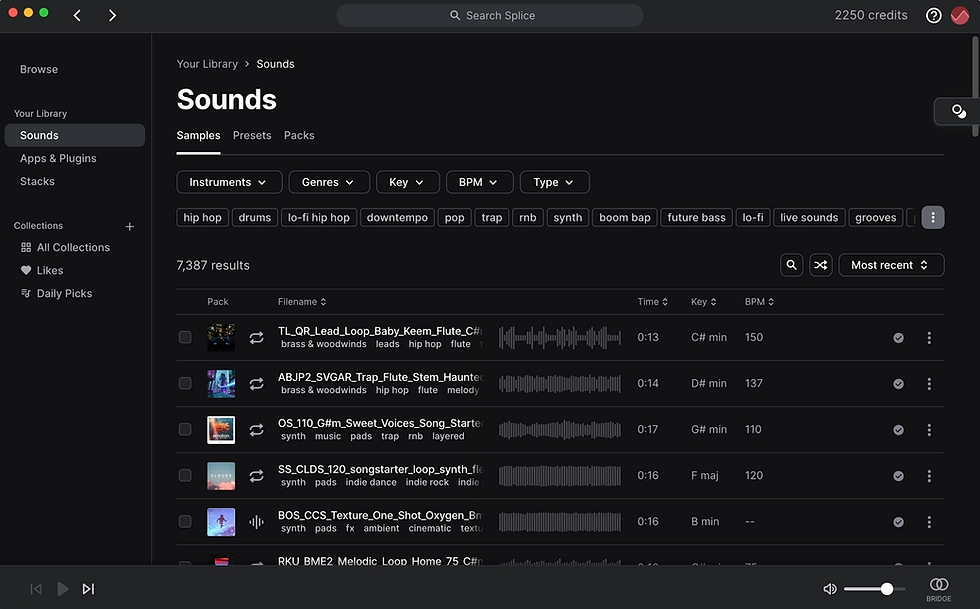 Search Splice
2250 credits
Browse
Your Library
Sounds
Apps & Plugins
Stacks
Collections
All Collections
Likes
Daily Picks
Your Library > Sounds
Sounds
Samples Presets Packs
Instruments Genres Key BPM Type
hip hop drums lo-fi hip hop downtempo pop trap rnb synth boom bap future bass lo-fi live sounds grooves
7,387 results
Most recent
Pack Filename Time Key BPM
TL_QR_Lead_Loop_Baby_Keem_Flute_C#
brass & woodwinds leads hip hop flute
0:13 C# min 150
ABJP2_SVGAR_Trap_Flute_Stem_Haunte
brass & woodwinds hip hop flute melody
0:14 D# min 137
OS_110_G#m_Sweet_Voices_Song_Starte
synth music pads trap rnb layered
0:17 G# min 110
SS_CLDS_120_songstarter_loop_synth_fl
synth pads indie dance indie rock indie
0:16 F maj 120
BOS_CCS_Texture_One_Shot_Oxygen_B
synth pads fx ambient cinematic textu
0:16 B min --
RKU_BME2_Melodic_Loop_Home_75_C#
BRIDGE